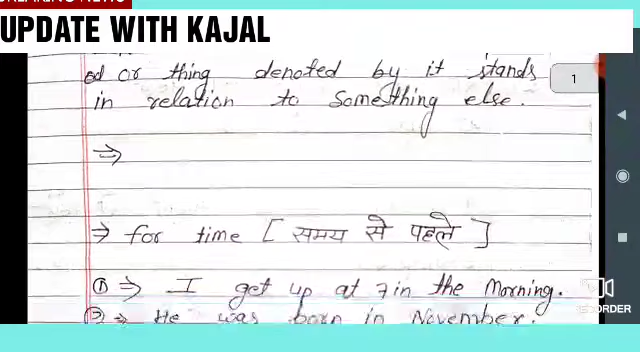 UPDATE WITH KAJAL
ed or thing denoted by it stands
1
in relation to something else.
⇒
⇒ for time [ समय से पहले ]
① ⇒ I get up at 7 in the Morning.
② ⇒ He was born in November.